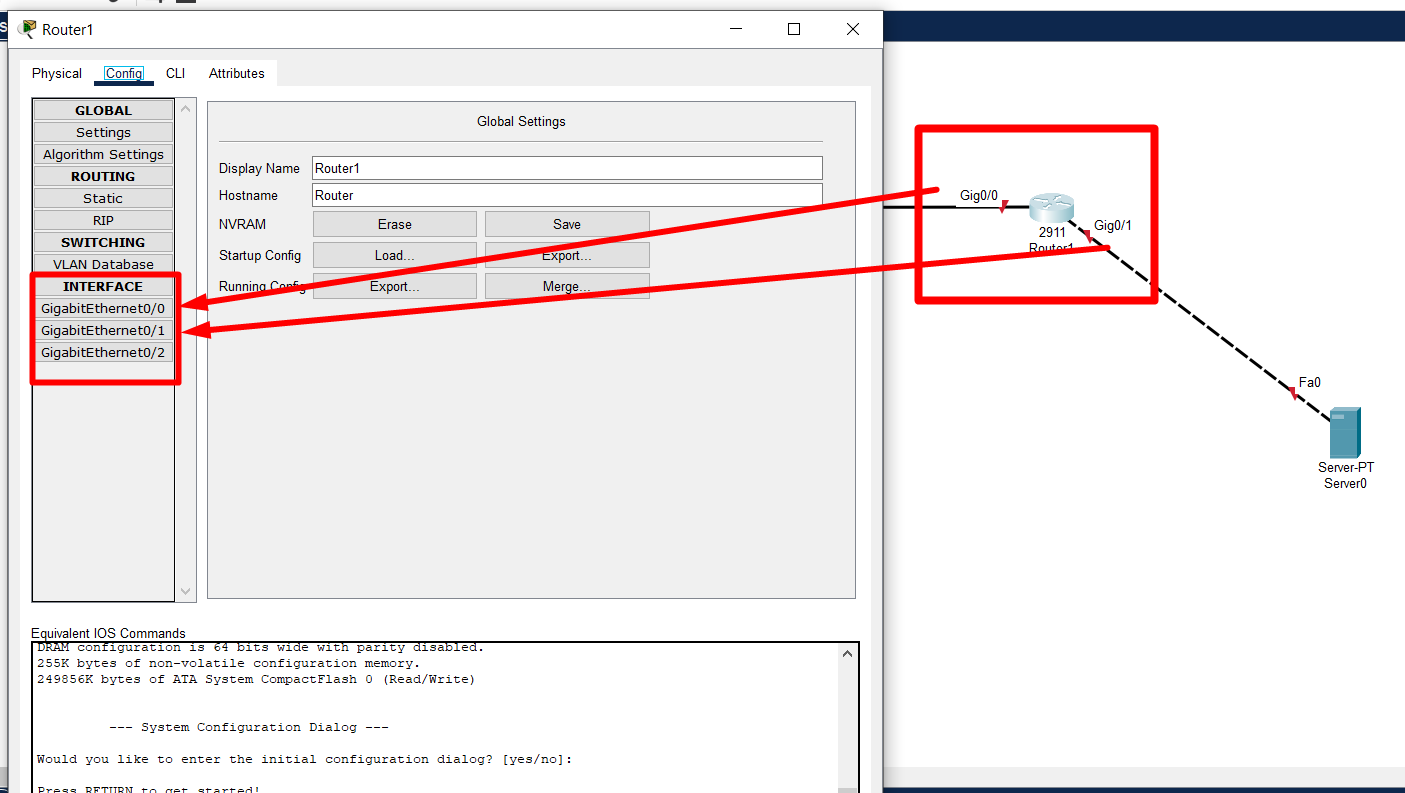 Router1
Physical
Config
CLI
Attributes
GLOBAL
Settings
Algorithm Settings
ROUTING
Static
RIP
SWITCHING
VLAN Database
INTERFACE
GigabitEthernet0/0
GigabitEthernet0/1
GigabitEthernet0/2
Global Settings
Display Name
Router1
Hostname
Router
NVRAM
Erase
Save
Startup Config
Load...
Export...
Running Config
Export...
Merge...
Equivalent IOS Commands
DRAM configuration is 64 bits wide with parity disabled.
255K bytes of non-volatile configuration memory.
249856K bytes of ATA System CompactFlash 0 (Read/Write)
--- System Configuration Dialog ---
Would you like to enter the initial configuration dialog? [yes/no]:
Press RETURN to get started!
Gig0/0
2911
Router1
Gig0/1
Fa0
Server-PT
Server0